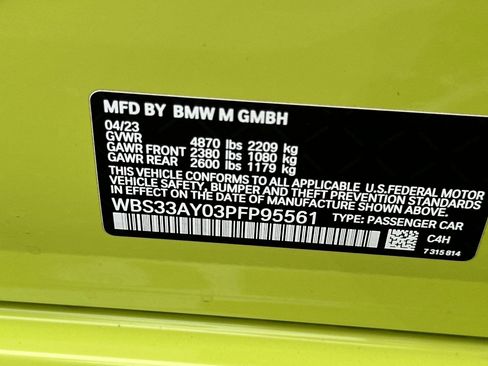 MFD BY BMW M GMBH
04/23
GVWR 4870 lbs 2209 kg
GAWR FRONT 2380 lbs 1080 kg
GAWR REAR 2600 lbs 1179 kg
THIS VEHICLE CONFORMS TO ALL APPLICABLE U.S.FEDERAL MOTOR
VEHICLE SAFETY, BUMPER AND THEFT PREVENTION STANDARDS
IN EFFECT ON THE DATE OF MANUFACTURE SHOWN ABOVE.
WBS33AY03PFP95561 TYPE: PASSENGER CAR
C4H
7 315 814